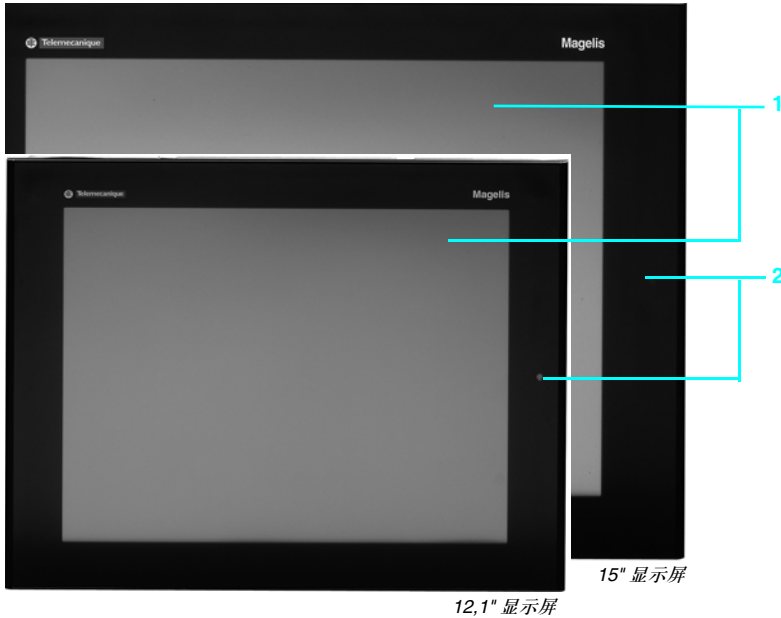 Telemecanique
Magelis
1
Telemecanique
Magelis
2
15" 显示屏
12,1" 显示屏